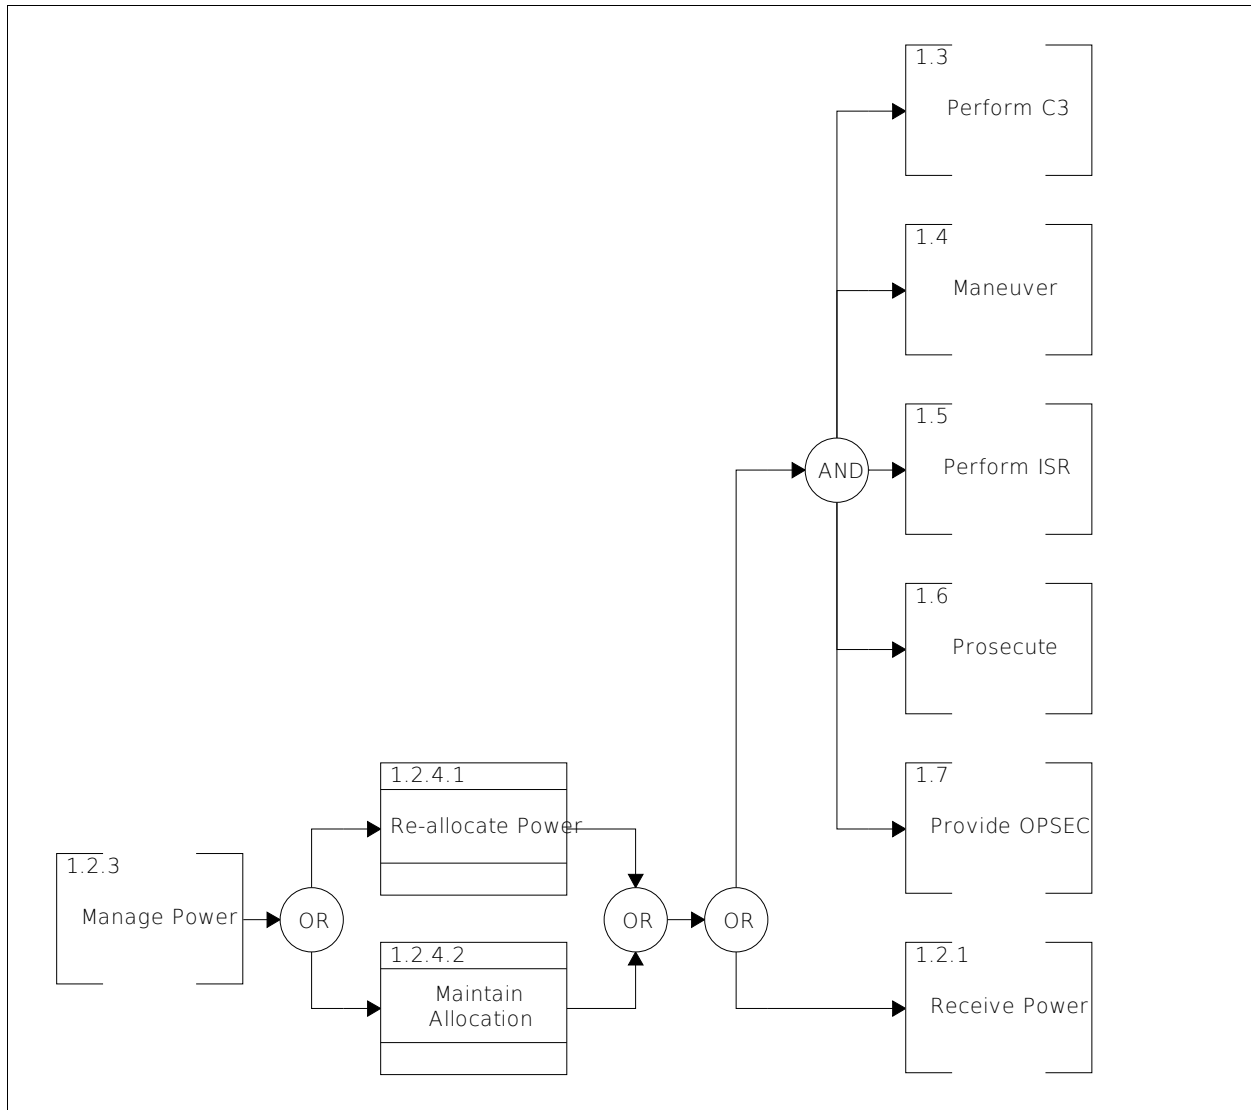 1.3
Perform C3
1.4
Maneuver
1.5
Perform ISR
AND
1.6
Prosecute
1.7
Provide OPSEC
1.2.4.1
Re-allocate Power
1.2.3
Manage Power
OR
OR
OR
1.2.4.2
Maintain
Allocation
1.2.1
Receive Power